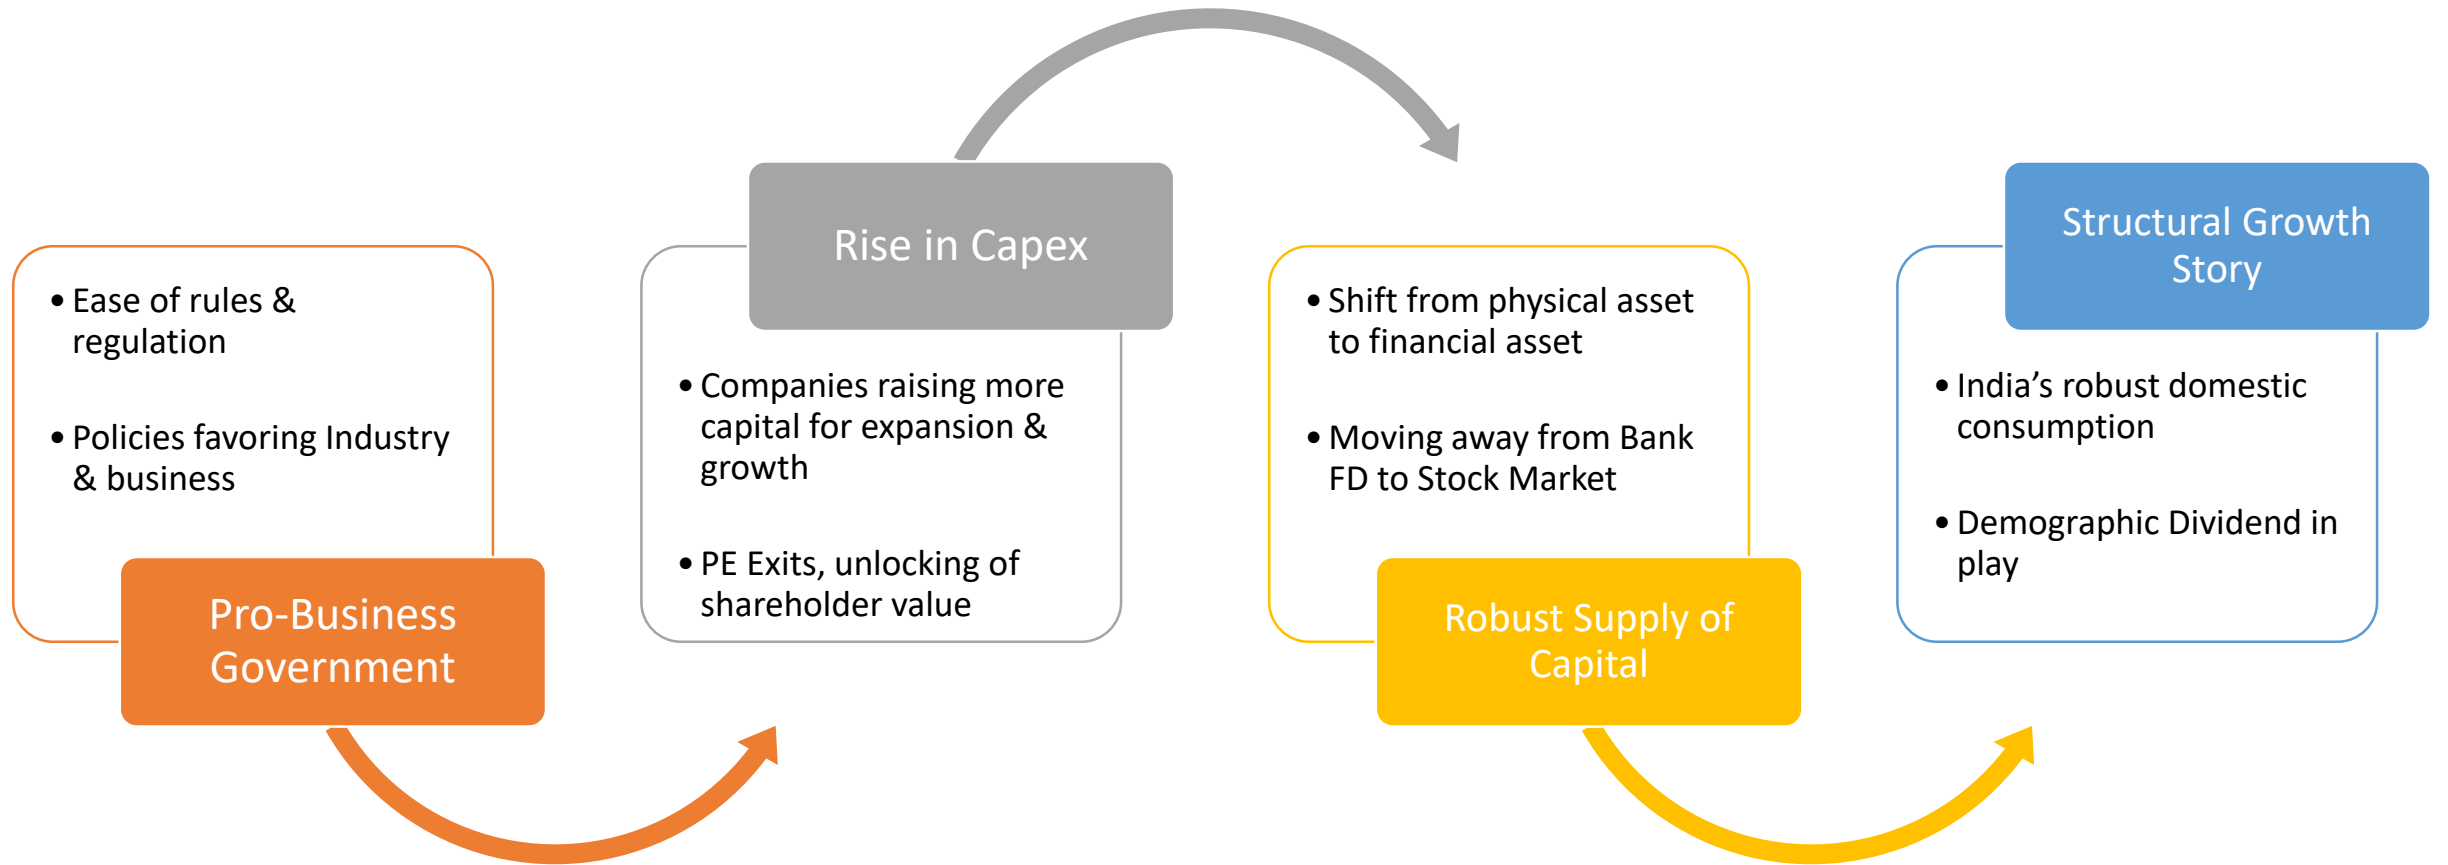 • Ease of rules &
regulation
• Policies favoring Industry
& business
Pro-Business
Government
Rise in Capex
• Companies raising more
capital for expansion &
growth
• PE Exits, unlocking of
shareholder value
• Shift from physical asset
to financial asset
• Moving away from Bank
FD to Stock Market
Robust Supply of
Capital
Structural Growth
Story
• India’s robust domestic
consumption
• Demographic Dividend in
play